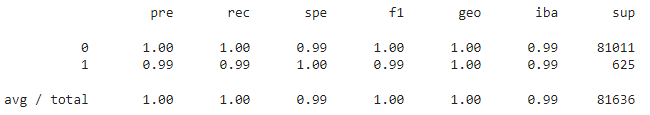 pre rec spe f1 geo iba sup
0 1.00 1.00 0.99 1.00 1.00 0.99 81011
1 0.99 0.99 1.00 0.99 1.00 0.99 625
avg / total 1.00 1.00 0.99 1.00 1.00 0.99 81636